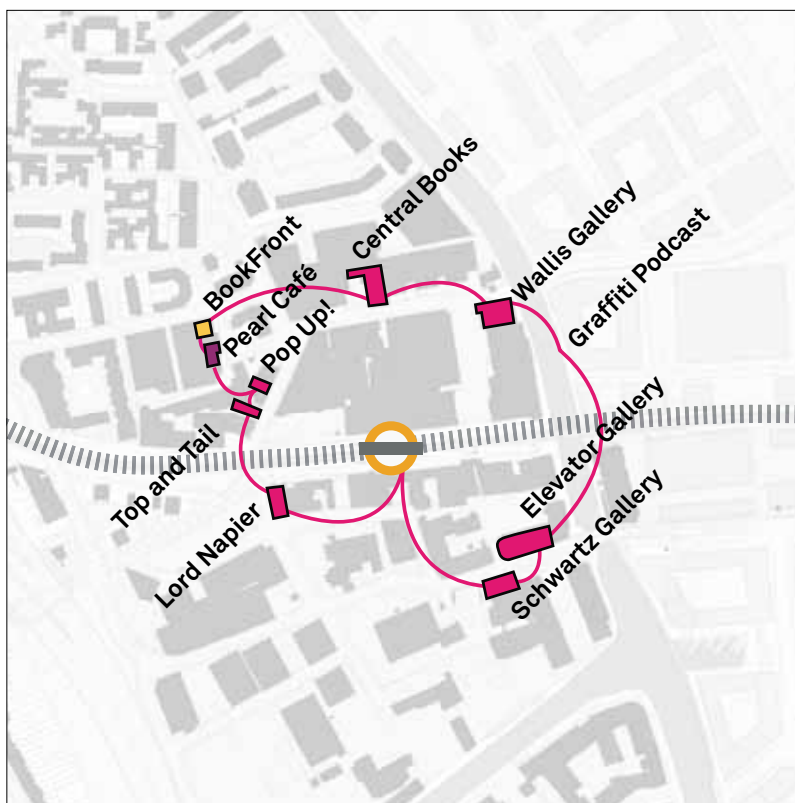 Central Books
BookFront
Wallis Gallery
Pearl Café
Graffiti Podcast
Pop Up!
Top and Tail
Elevator Gallery
Lord Napier
Schwartz Gallery